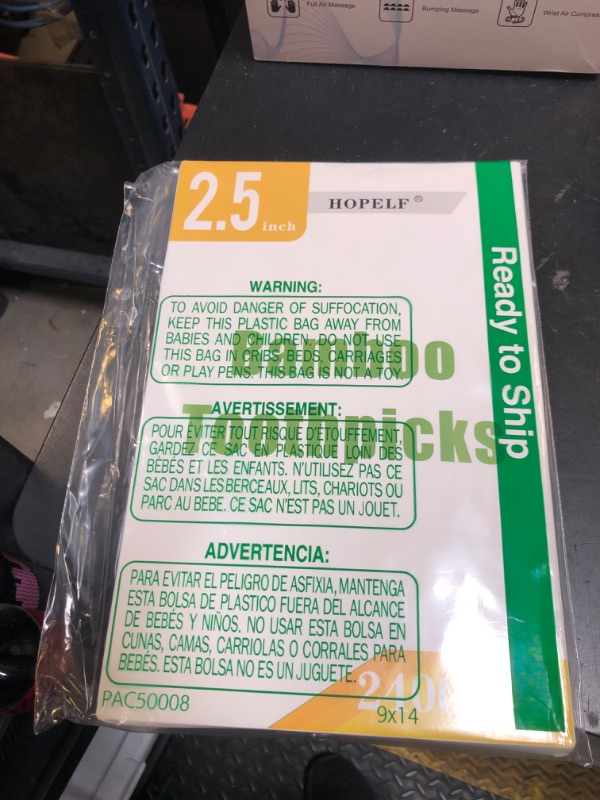 Full Air Massage
Bumping Massage
Wrist Air Compress
2.5 inch
HOPELF®
Ready to Ship
Bamboo
Toothpicks
WARNING:
TO AVOID DANGER OF SUFFOCATION,
KEEP THIS PLASTIC BAG AWAY FROM
BABIES AND CHILDREN. DO NOT USE
THIS BAG IN CRIBS, BEDS, CARRIAGES
OR PLAY PENS. THIS BAG IS NOT A TOY.
AVERTISSEMENT:
POUR EVITER TOUT RISQUE D'ÉTOUFFEMENT,
GARDEZ CE SAC EN PLASTIQUE LOIN DES
BÉBÉS ET LES ENFANTS. N'UTILISEZ PAS CE
SAC DANS LES BERCEAUX, LITS, CHARIOTS OU
PARC AU BEBE. CE SAC N'EST PAS UN JOUET.
ADVERTENCIA:
PARA EVITAR EL PELIGRO DE ASFIXIA, MANTENGA
ESTA BOLSA DE PLASTICO FUERA DEL ALCANCE
DE BEBÉS Y NIÑOS. NO USAR ESTA BOLSA EN
CUNAS, CAMAS, CARRIOLAS O CORRALES PARA
BEBÉS. ESTA BOLSA NO ES UN JUGUETE.
PAC50008
9x14